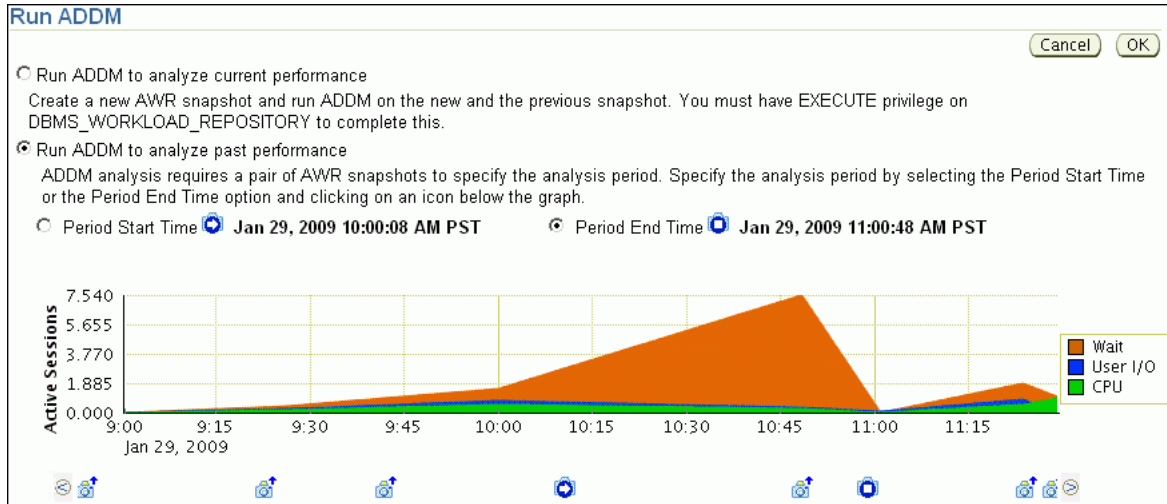 Run ADDM
Cancel OK
Run ADDM to analyze current performance
Create a new AWR snapshot and run ADDM on the new and the previous snapshot. You must have EXECUTE privilege on
DBMS_WORKLOAD_REPOSITORY to complete this.
Run ADDM to analyze past performance
ADDM analysis requires a pair of AWR snapshots to specify the analysis period. Specify the analysis period by selecting the Period Start Time
or the Period End Time option and clicking on an icon below the graph.
Period Start Time Jan 29, 2009 10:00:08 AM PST Period End Time Jan 29, 2009 11:00:48 AM PST
Active Sessions
7.540
5.655
3.770
1.885
0.000
Wait
User I/O
CPU
9:00 9:15 9:30 9:45 10:00 10:15 10:30 10:45 11:00 11:15
Jan 29, 2009